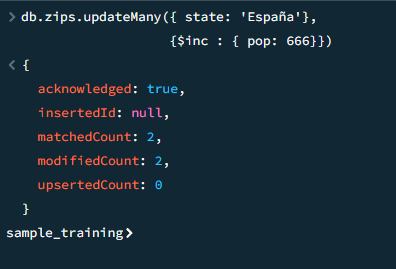 > db.zips.updateMany({ state: 'España'},
{$inc : { pop: 666}})
< {
acknowledged: true,
insertedId: null,
matchedCount: 2,
modifiedCount: 2,
upsertedCount: 0
}
sample_training>